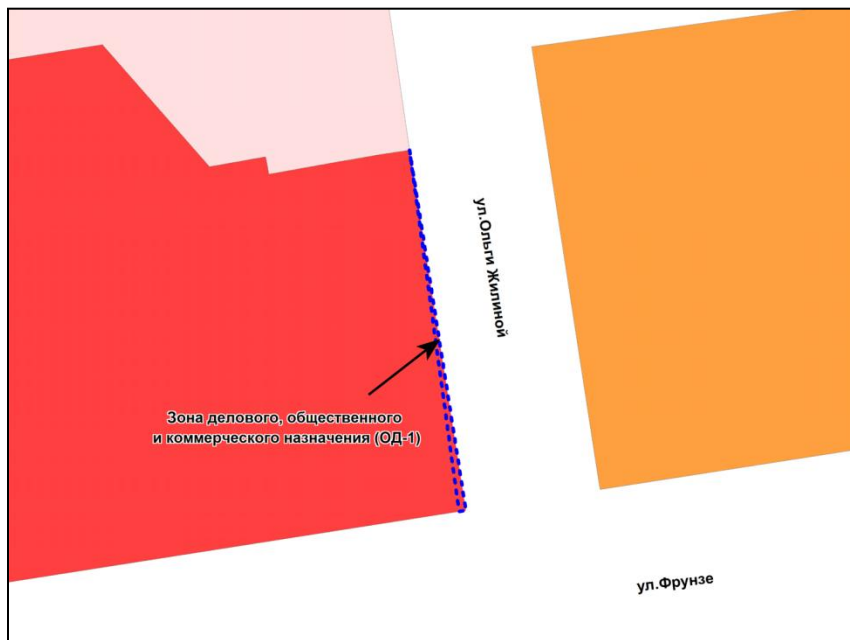 ул.Ольги Жилиной
Зона делового, общественного
и коммерческого назначения (ОД-1)
ул.Фрунзе